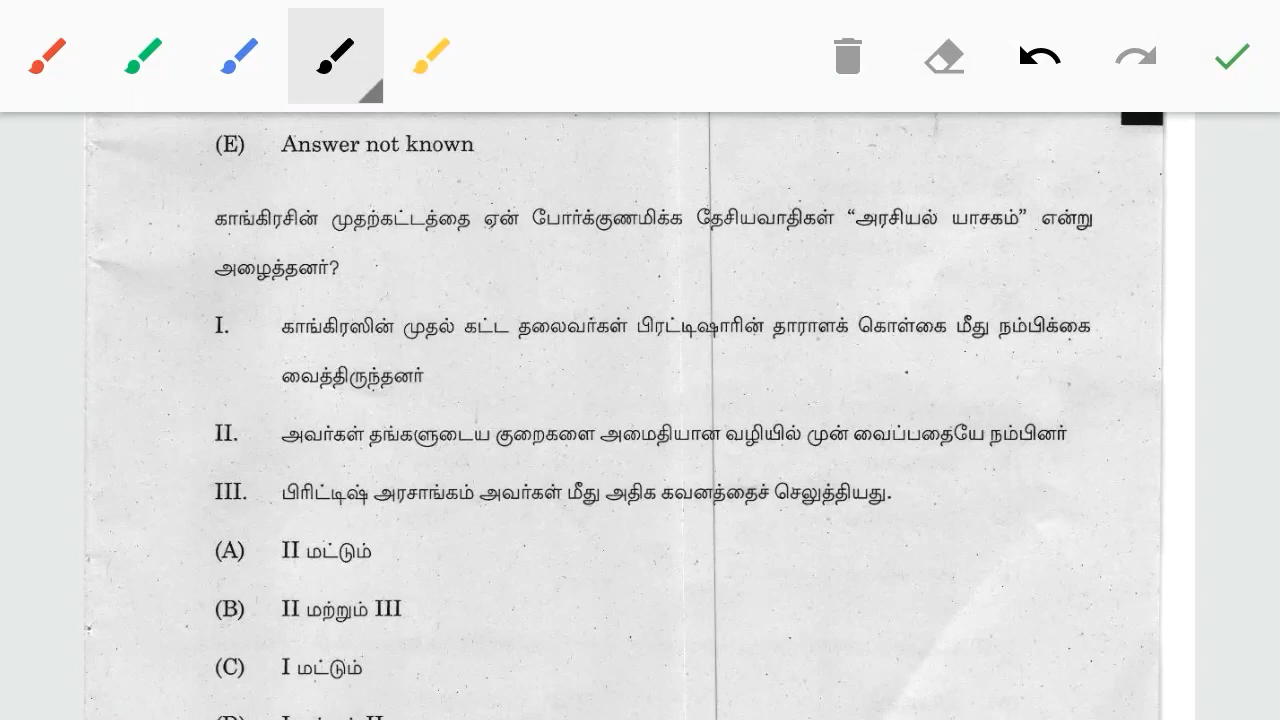 (E) Answer not known
காங்கிரசின் முதற்கட்டத்தை ஏன் போர்க்குணமிக்க தேசியவாதிகள் “அரசியல் யாசகம்” என்று
அழைத்தனர்?
I. காங்கிரஸின் முதல் கட்ட தலைவர்கள் பிரட்டிஷாரின் தாராளக் கொள்கை மீது நம்பிக்கை
வைத்திருந்தனர்
II. அவர்கள் தங்களுடைய குறைகளை அமைதியான வழியில் முன் வைப்பதையே நம்பினர்
III. பிரிட்டிஷ் அரசாங்கம் அவர்கள் மீது அதிக கவனத்தைச் செலுத்தியது.
(A) II மட்டும்
(B) II மற்றும் III
(C) I மட்டும்